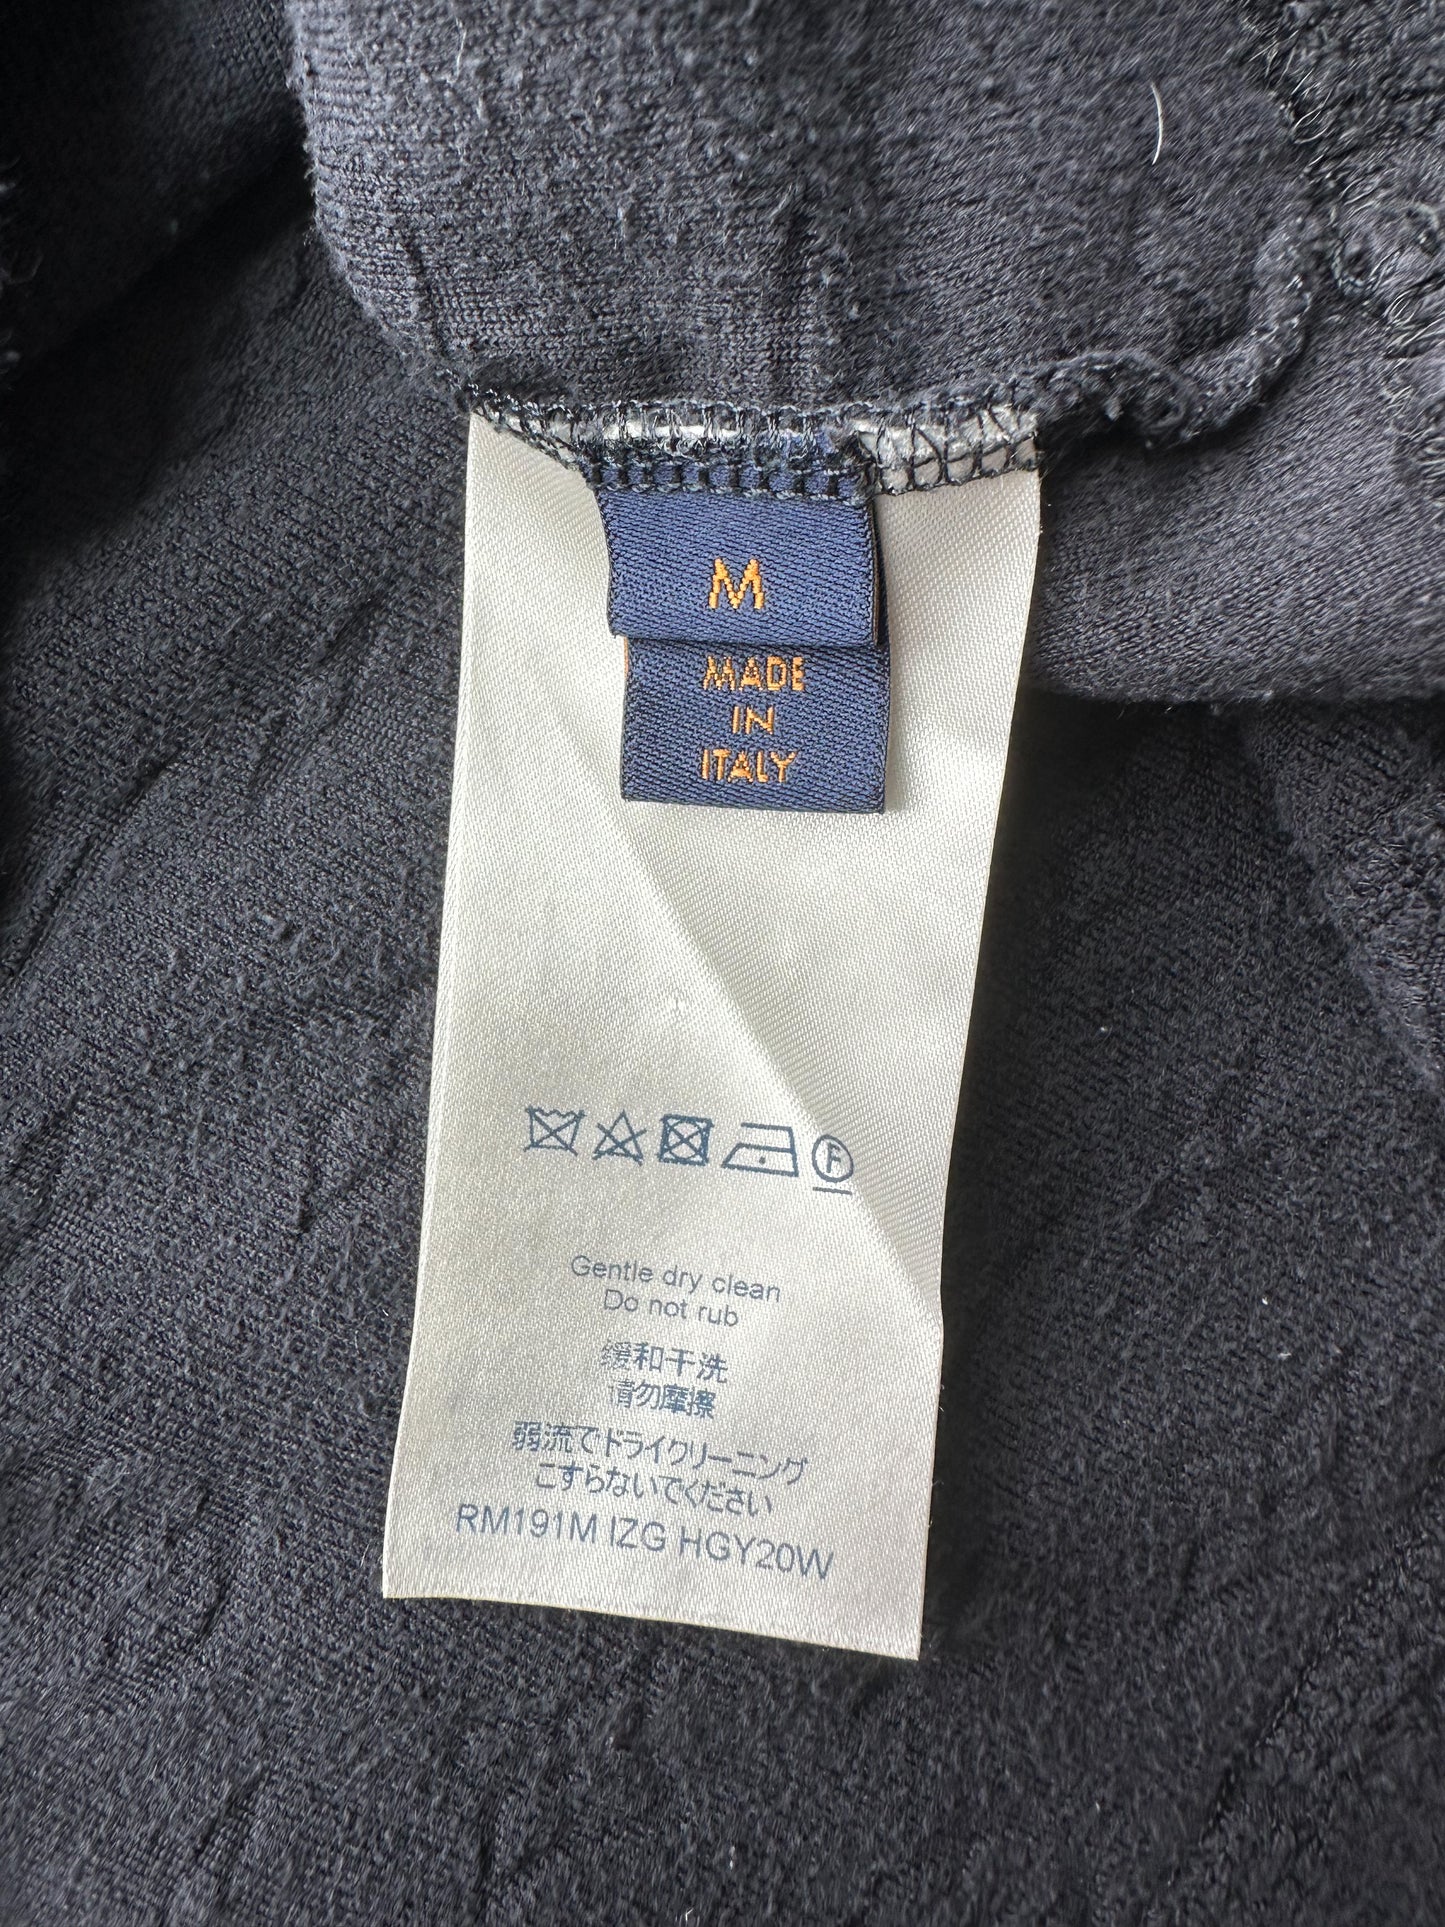 M
MADE
IN
ITALY
F
Gentle dry clean
Do not rub
缓和干洗
请勿摩擦
弱流でドライクリーニング
こすらないでください
RM191M IZG HGY20W